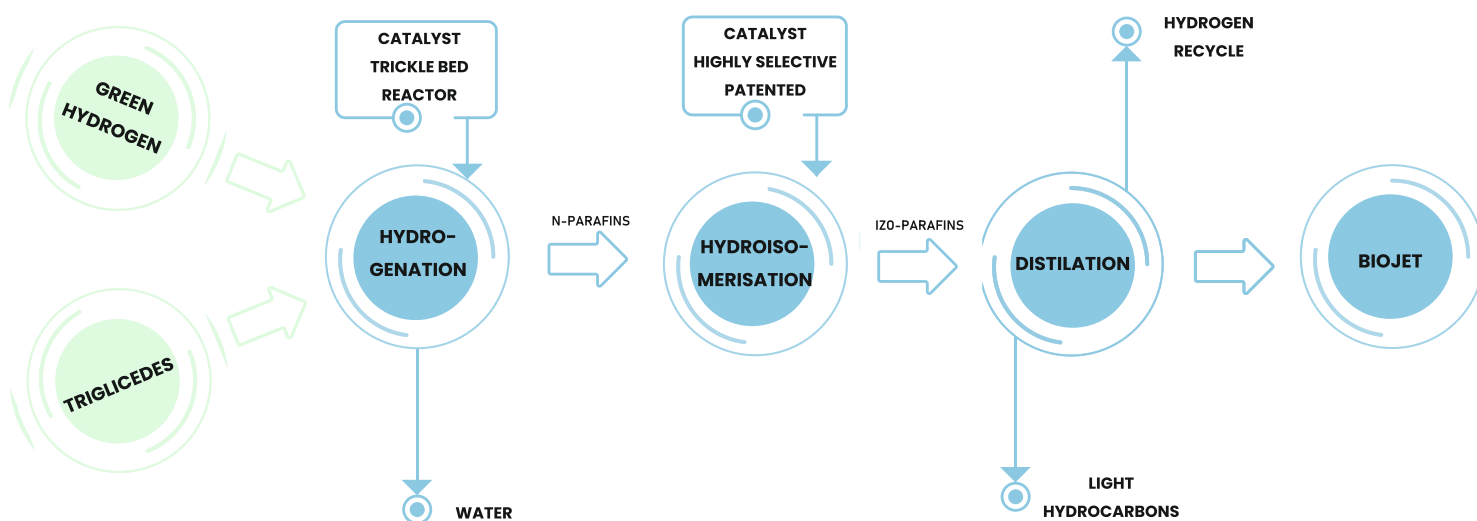 GREEN
HYDROGEN
TRIGLICEDES
CATALYST
TRICKLE BED
REACTOR
HYDRO-
GENATION
WATER
N-PARAFINS
CATALYST
HIGHLY SELECTIVE
PATENTED
HYDROISO-
MERISATION
IZO-PARAFINS
HYDROGEN
RECYCLE
DISTILATION
LIGHT
HYDROCARBONS
BIOJET